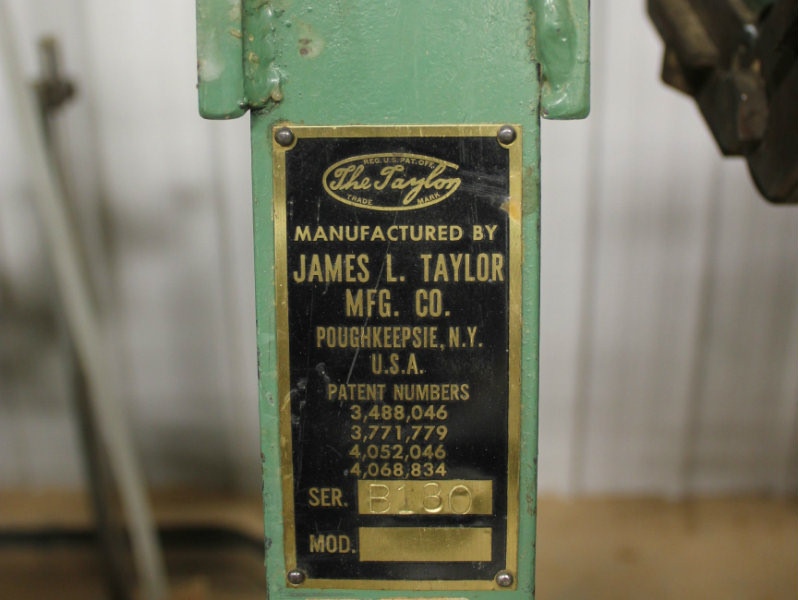 REG. U.S. PAT. OFF.
The Taylor
TRADE MARK
MANUFACTURED BY
JAMES L. TAYLOR
MFG. CO.
POUGHKEEPSIE, N.Y.
U.S.A.
PATENT NUMBERS
3,488,046
3,771,779
4,052,046
4,068,834
SER. B130
MOD.